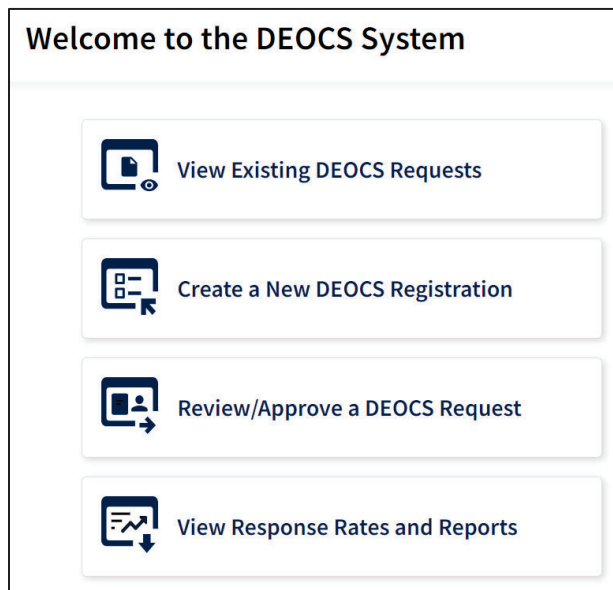 Welcome to the DEOCS System
View Existing DEOCS Requests
Create a New DEOCS Registration
Review/Approve a DEOCS Request
View Response Rates and Reports